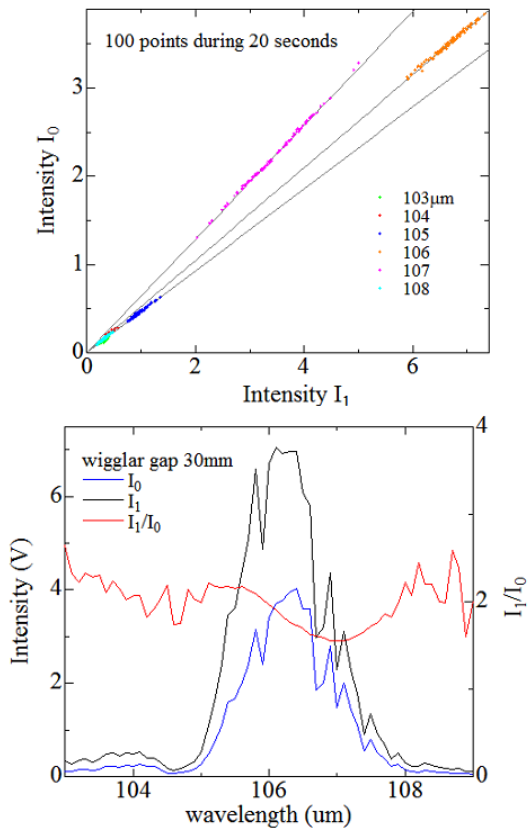 100 points during 20 seconds
Intensity I0
3
2
1
0
103μm
104
105
106
107
108
0
2
4
6
Intensity I1
wigglar gap 30mm
I0
I1
I1/I0
Intensity (V)
6
4
2
0
4
2
0
I1/I0
104
106
108
wavelength (um)